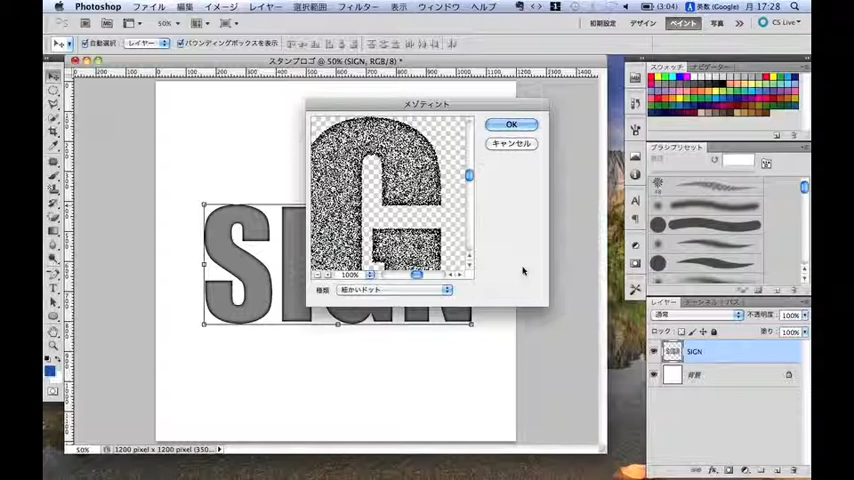 Photoshop ファイル 編集 イメージ レイヤー 選択範囲 フィルター 表示 ウィンドウ ヘルプ
(3:04) 英数 (Google) 月 17:28
50% 初期設定 デザイン ペイント 写真 CS Live
自動選択 レイヤー バウンディングボックスを表示
スタンプロゴ @ 50% (SIGN, RGB/8) *
メゾティント
OK
キャンセル
100%
種類 細かいドット
SIGN
50% 1200 pixel x 1200 pixel (350...
スウォッチ ナビゲーター
ブラシプリセット
レイヤー チャンネル パス
通常 不透明度: 100%
ロック: 塗り: 100%
SIGN
背景